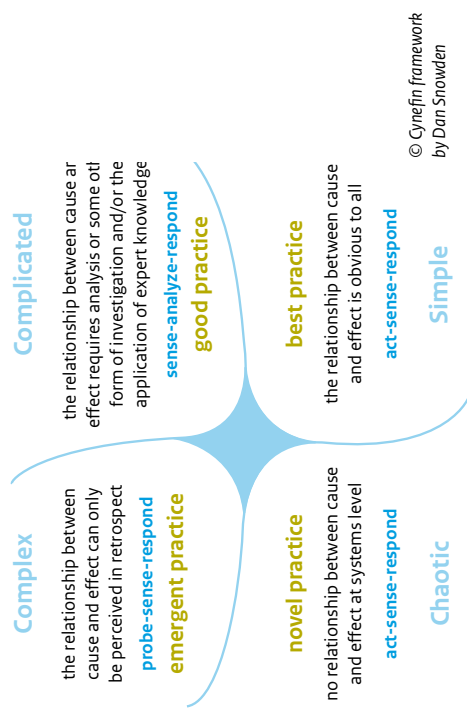 Complex
the relationship between
cause and effect can only
be perceived in retrospect
probe-sense-respond
emergent practice
Complicated
the relationship between cause ar
effect requires analysis or some otl
form of investigation and/or the
application of expert knowledge
sense-analyze-respond
good practice
novel practice
no relationship between cause
and effect at systems level
act-sense-respond
Chaotic
best practice
the relationship between cause
and effect is obvious to all
act-sense-respond
Simple
© Cynefin framework
by Dan Snowden